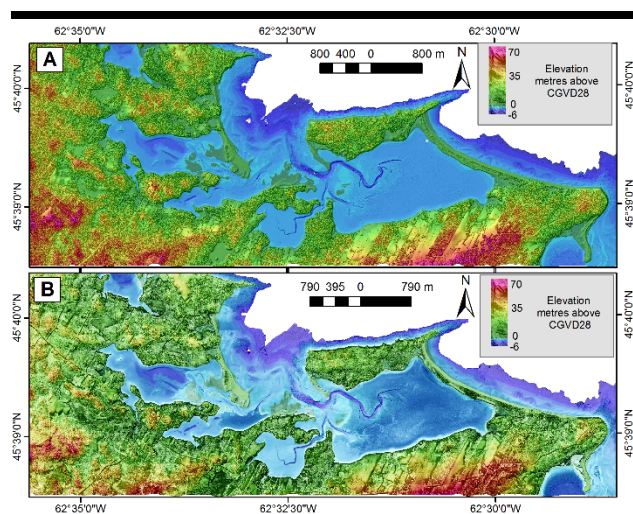 62°35'0"W 62°32'30"W 62°30'0"W
A
800 400 0 800 m
N
70
35
0
-6
Elevation
metres above
CGVD28
45°40'0"N
45°40'0"N
45°39'0"N
45°39'0"N
B
790 395 0 790 m
N
70
35
0
-6
Elevation
metres above
CGVD28
45°40'0"N
45°40'0"N
45°39'0"N
45°39'0"N
62°35'0"W 62°32'30"W 62°30'0"W